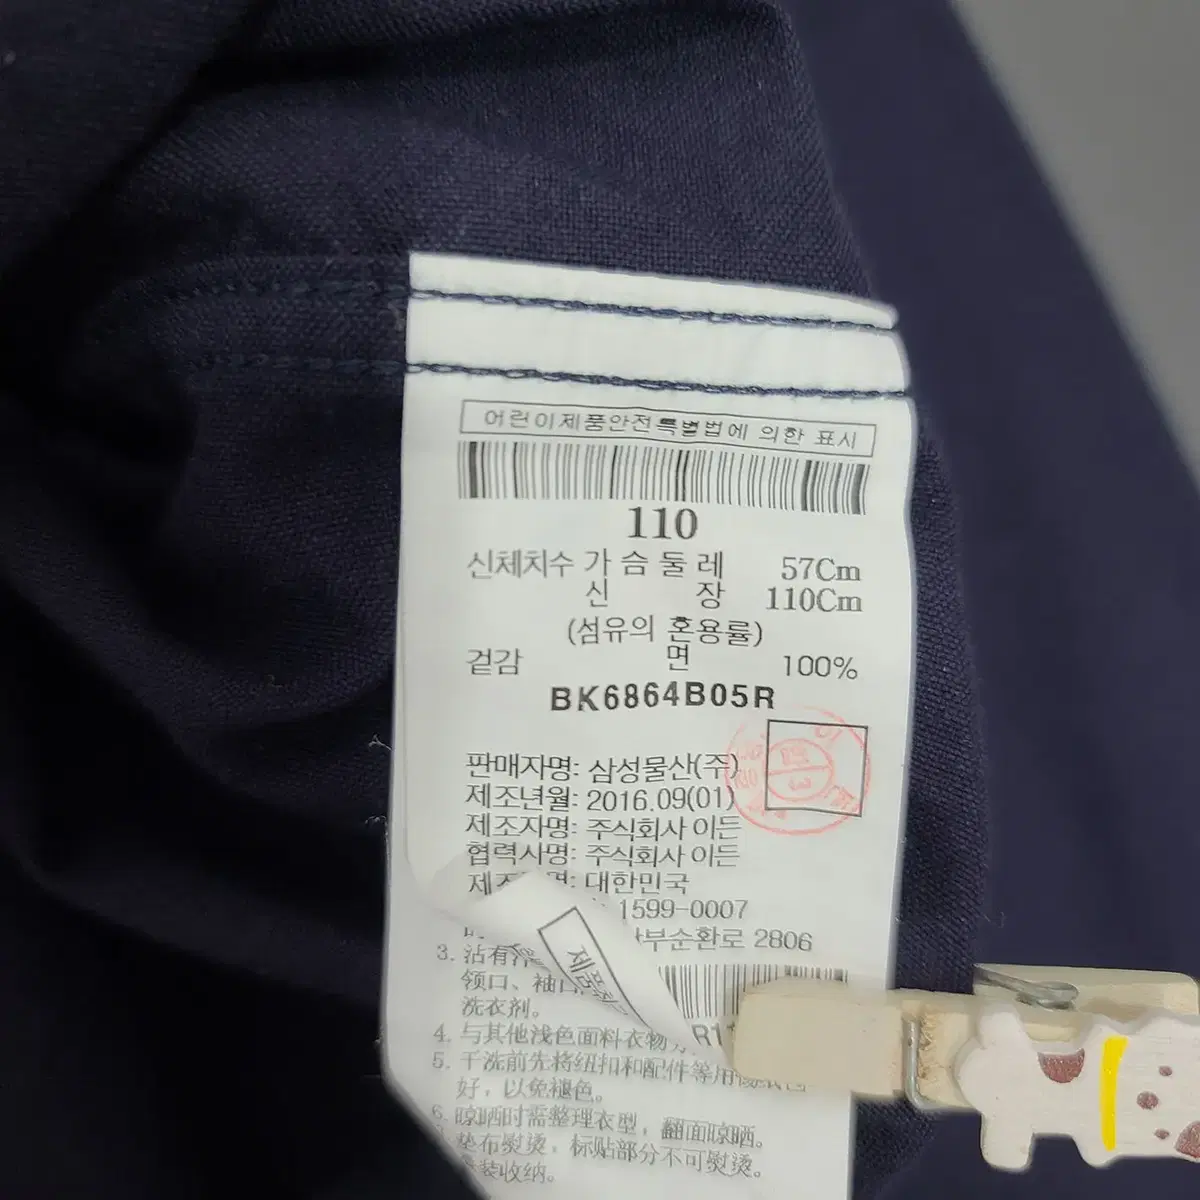 어린이제품안전특별법에 의한 표시
110
신체치수 가슴둘레 57Cm
신장 110Cm
(섬유의 혼용률)
겉감 면 100%
BK6864B05R
판매자명: 삼성물산(주)
제조년월: 2016.09(01)
제조자명: 주식회사 이든
협력사명: 주식회사 이든
대한민국
1599-0007
부순환로 2806
3. 沾有
领口、袖口
洗衣剂。
4. 与其他浅色面料衣物
5. 干洗前先将纽扣和配件等用
好，以免褪色。
6. 晾晒时需整理衣型，翻面晾晒。
垫布熨烫，标贴部分不可熨烫。
装收纳。